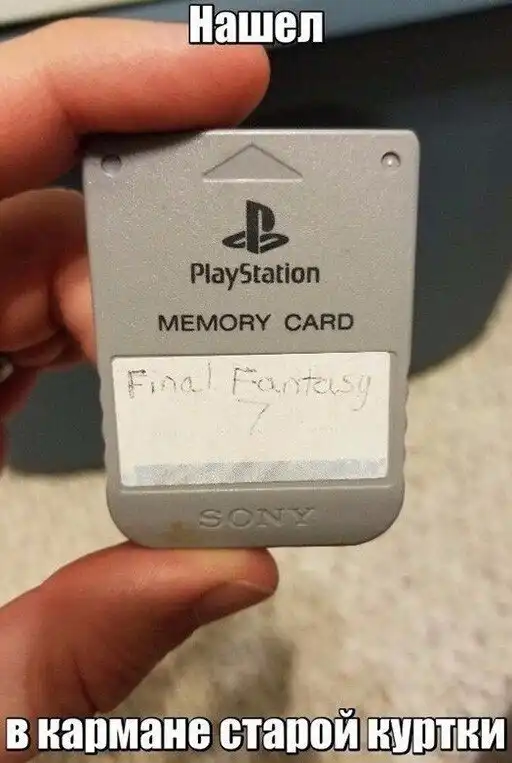 Нашел
PlayStation
MEMORY CARD
Final Fantasy
7
SONY
в кармане старой куртки